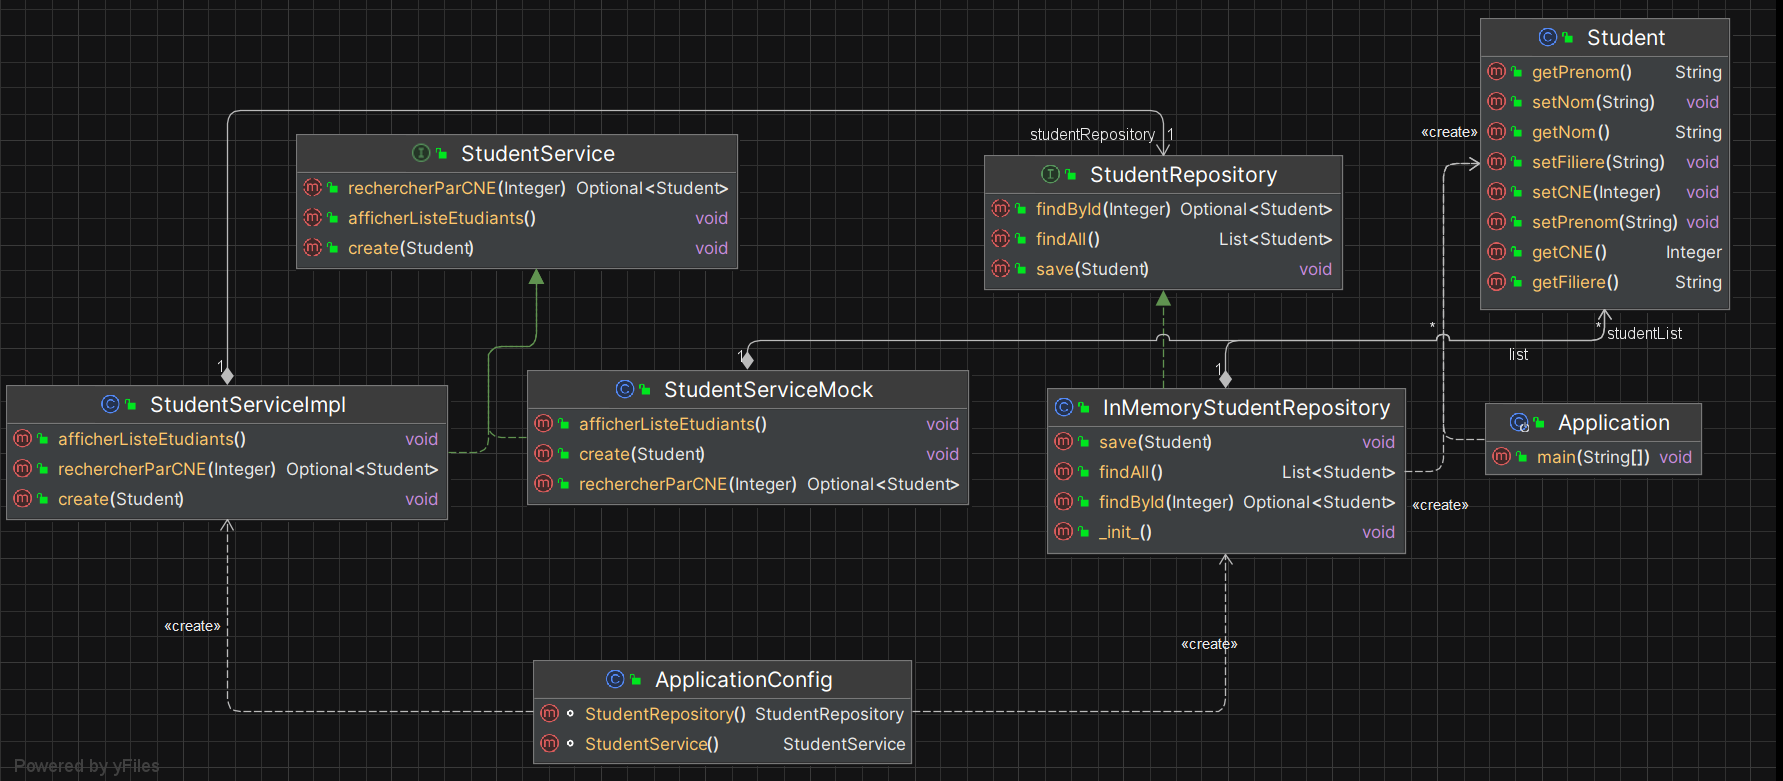 Student
getPrenom() String
setNom(String) void
getNom() String
setFiliere(String) void
setCNE(Integer) void
setPrenom(String) void
getCNE() Integer
getFiliere() String
«create»
studentRepository 1
StudentService
rechercherParCNE(Integer) Optional<Student>
afficherListeEtudiants() void
create(Student) void
StudentRepository
findById(Integer) Optional<Student>
findAll() List<Student>
save(Student) void
* * studentList
list
1
1
1
StudentServiceImpl
afficherListeEtudiants() void
rechercherParCNE(Integer) Optional<Student>
create(Student) void
StudentServiceMock
afficherListeEtudiants() void
create(Student) void
rechercherParCNE(Integer) Optional<Student>
InMemoryStudentRepository
save(Student) void
findAll() List<Student>
findById(Integer) Optional<Student>
_init_() void
Application
main(String[]) void
«create»
«create»
«create»
ApplicationConfig
StudentRepository() StudentRepository
StudentService() StudentService
Powered by yFiles